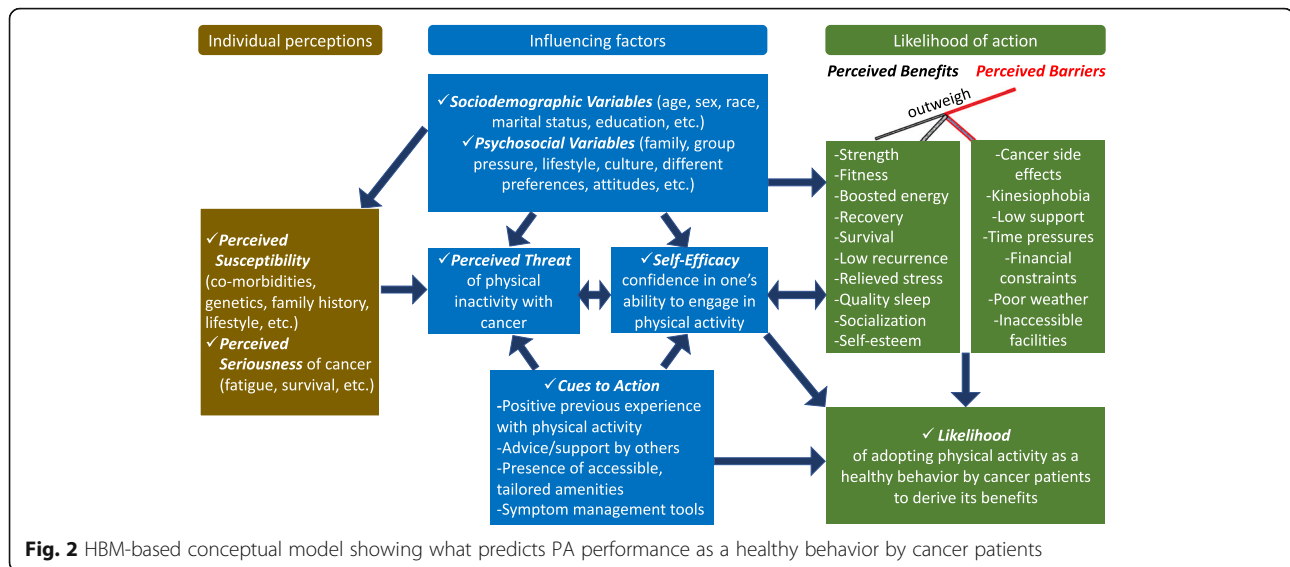 Individual perceptions
Influencing factors
Likelihood of action
Perceived Benefits Perceived Barriers
outweigh
✓Sociodemographic Variables (age, sex, race,
marital status, education, etc.)
✓Psychosocial Variables (family, group
pressure, lifestyle, culture, different
preferences, attitudes, etc.)
-Strength
-Fitness
-Boosted energy
-Recovery
-Survival
-Low recurrence
-Relieved stress
-Quality sleep
-Socialization
-Self-esteem
-Cancer side
effects
-Kinesiophobia
-Low support
-Time pressures
-Financial
constraints
-Poor weather
-Inaccessible
facilities
✓Perceived
Susceptibility
(co-morbidities,
genetics, family history,
lifestyle, etc.)
✓Perceived
Seriousness of cancer
(fatigue, survival, etc.)
✓Perceived Threat
of physical
inactivity with
cancer
✓Self-Efficacy
confidence in one's
ability to engage in
physical activity
✓Cues to Action
-Positive previous experience
with physical activity
-Advice/support by others
-Presence of accessible,
tailored amenities
-Symptom management tools
✓ Likelihood
of adopting physical activity as a
healthy behavior by cancer patients
to derive its benefits
Fig. 2 HBM-based conceptual model showing what predicts PA performance as a healthy behavior by cancer patients